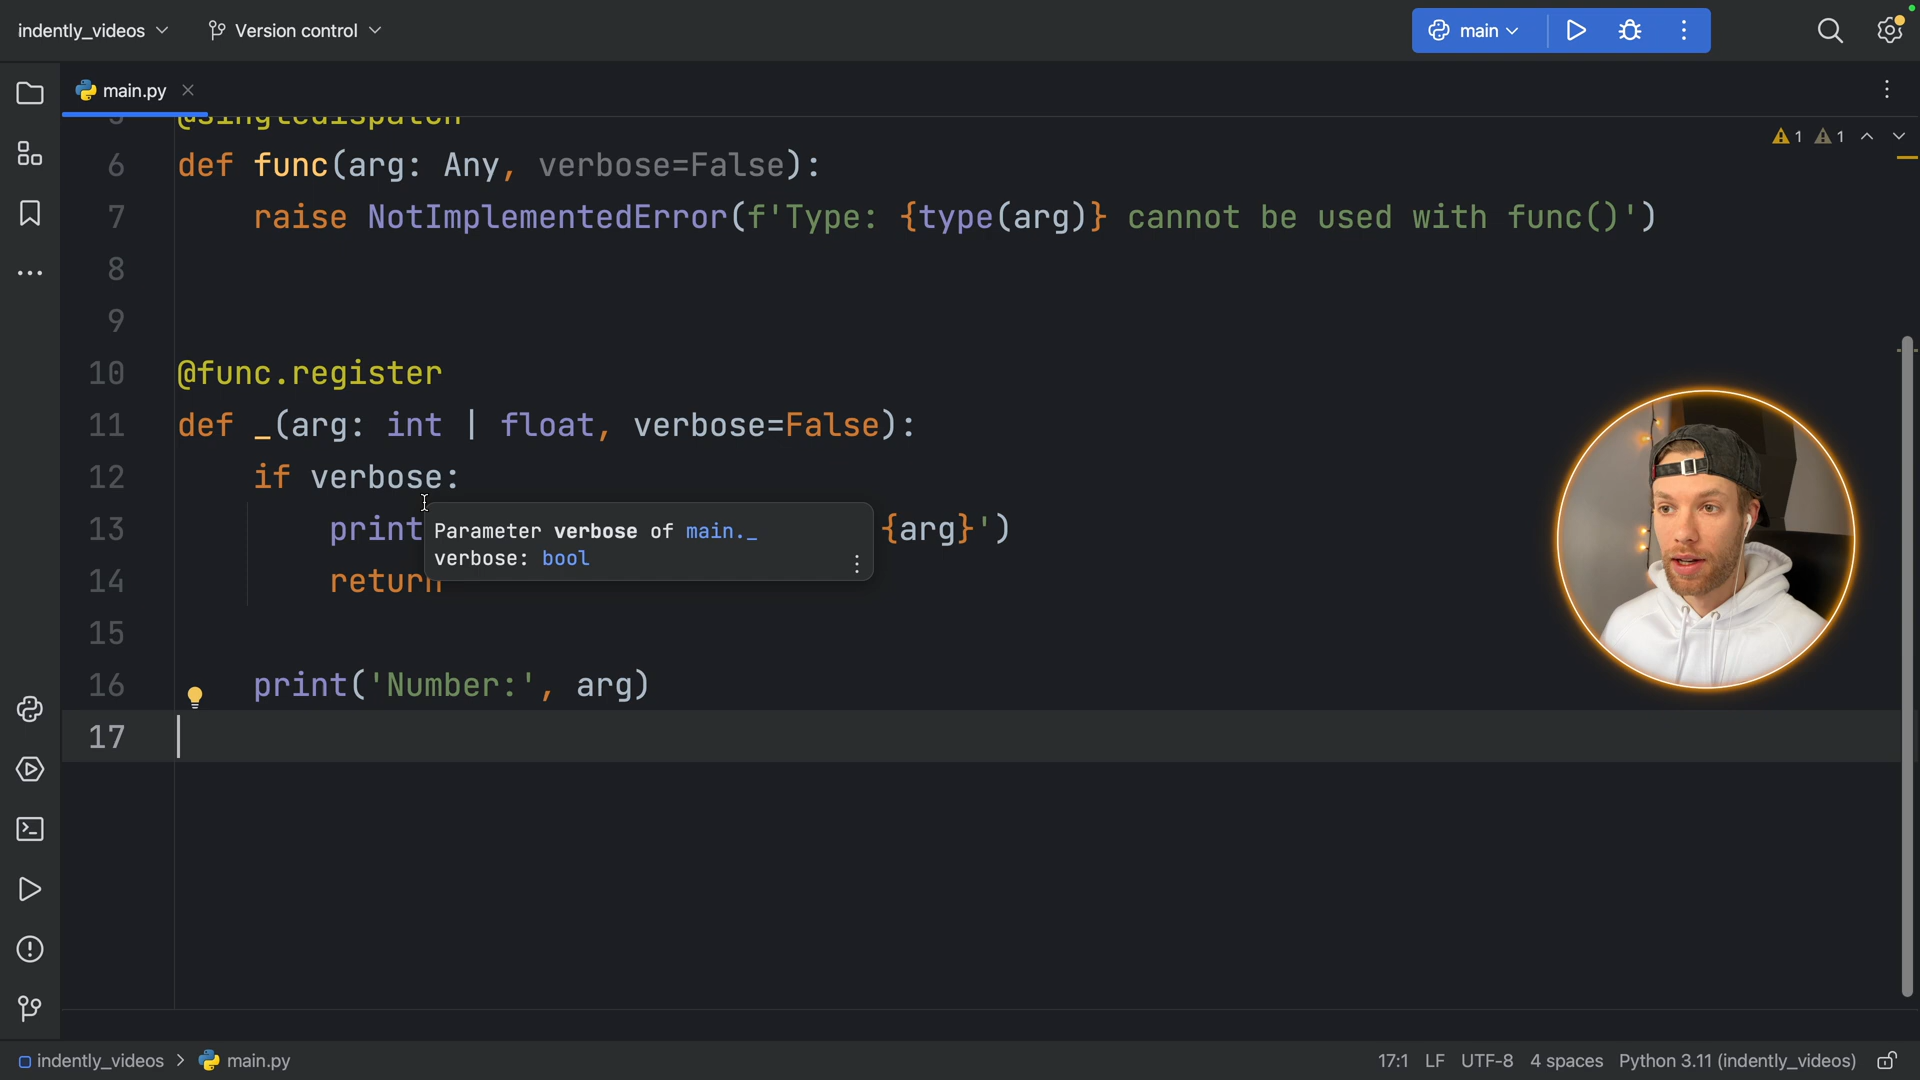 indently_videos
Version control
main
main.py
@singledispatch
6 def func(arg: Any, verbose=False):
7 raise NotImplementedError(f'Type: {type(arg)} cannot be used with func()')
8
9
10 @func.register
11 def _(arg: int | float, verbose=False):
12 if verbose:
13 print {arg}')
Parameter verbose of main._
verbose: bool
14 return
15
16 print('Number:', arg)
17
1 1
indently_videos > main.py
17:1 LF UTF-8 4 spaces Python 3.11 (indently_videos)